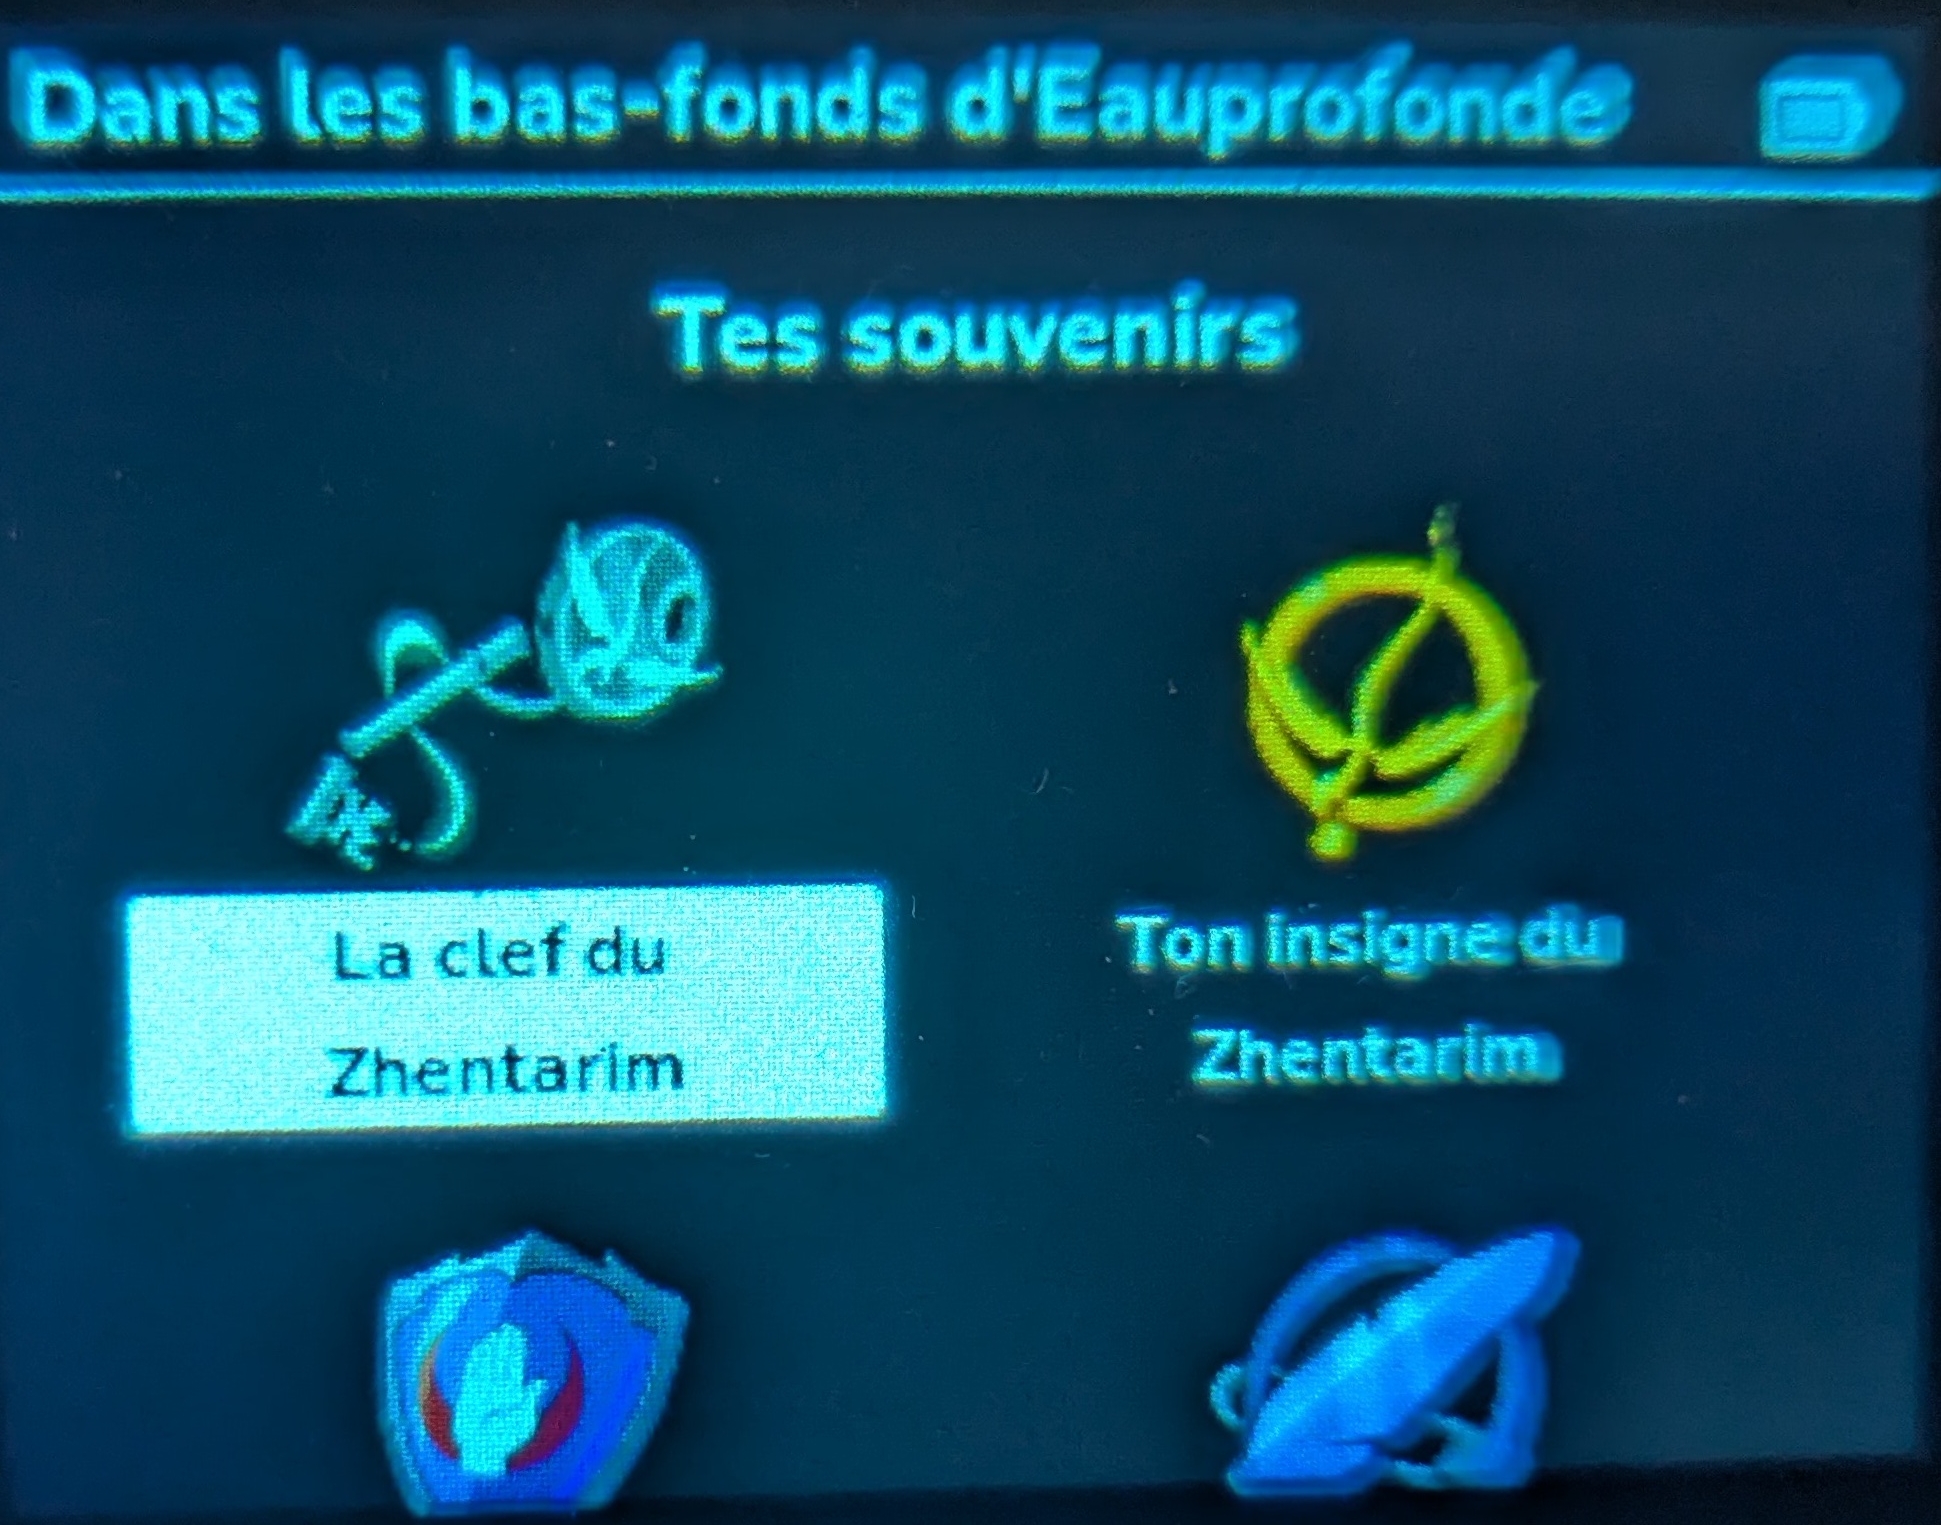 Dans les bas-fonds d'Eauprofonde
Tes souvenirs
La clef du
Zhentarim
Ton insigne du
Zhentarim